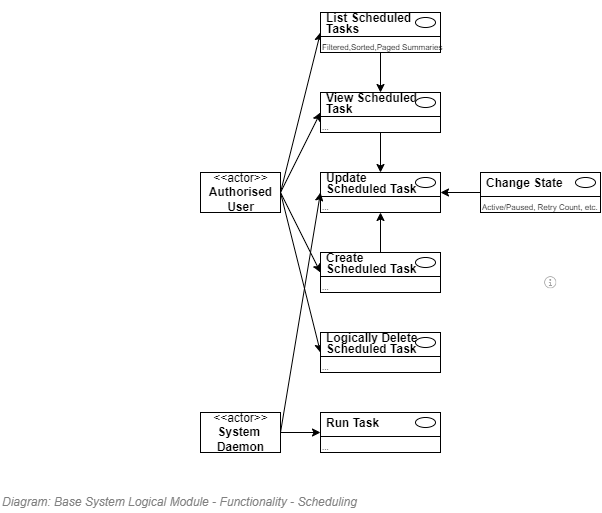 List Scheduled
Tasks
Filtered,Sorted,Paged Summaries
View Scheduled
Task
...
<<actor>>
Authorised
User
Update
Scheduled Task
...
Change State
Active/Paused, Retry Count, etc.
Create
Scheduled Task
...
Logically Delete
Scheduled Task
...
<<actor>>
System
Daemon
Run Task
...
Diagram: Base System Logical Module - Functionality - Scheduling